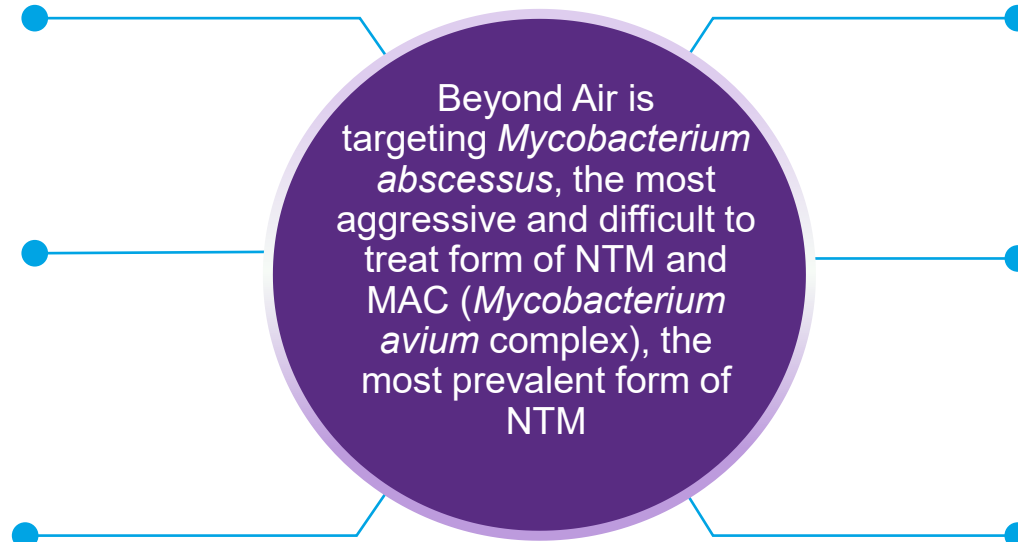 Beyond Air is
targeting Mycobacterium
abscessus, the most
aggressive and difficult to
treat form of NTM and
MAC (Mycobacterium
avium complex), the
most prevalent form of
NTM